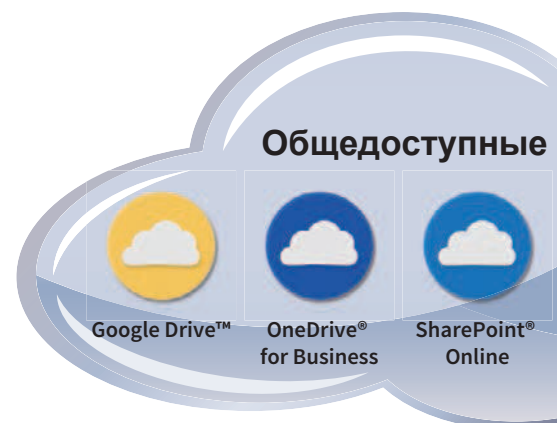 Общедоступные
Google Drive™
OneDrive®
for Business
SharePoint®
Online